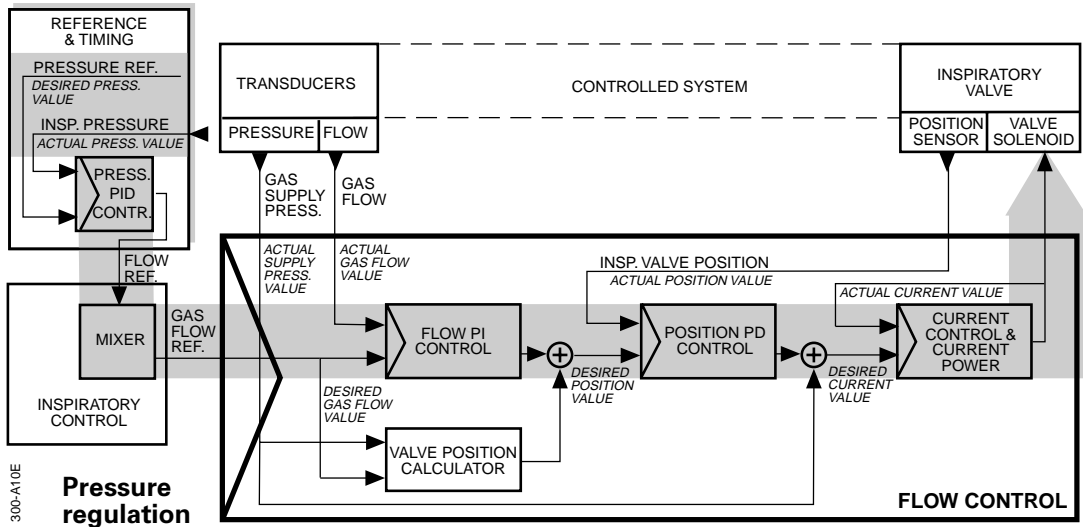 REFERENCE
& TIMING
PRESSURE REF.
DESIRED PRESS.
VALUE
INSP. PRESSURE
ACTUAL PRESS. VALUE
PRESS.
PID
CONTR.
FLOW
REF.
MIXER
INSPIRATORY
CONTROL
GAS
FLOW
REF.
TRANSDUCERS
PRESSURE
FLOW
CONTROLLED SYSTEM
INSPIRATORY
VALVE
POSITION
SENSOR
VALVE
SOLENOID
GAS
SUPPLY
PRESS.
GAS
FLOW
ACTUAL
SUPPLY
PRESS.
VALUE
ACTUAL
GAS FLOW
VALUE
INSP. VALVE POSITION
ACTUAL POSITION VALUE
ACTUAL CURRENT VALUE
FLOW PI
CONTROL
+
POSITION PD
CONTROL
+
CURRENT
CONTROL &
CURRENT
POWER
DESIRED
GAS FLOW
VALUE
DESIRED
POSITION
VALUE
DESIRED
CURRENT
VALUE
VALVE POSITION
CALCULATOR
FLOW CONTROL
300-A10E
Pressure
regulation